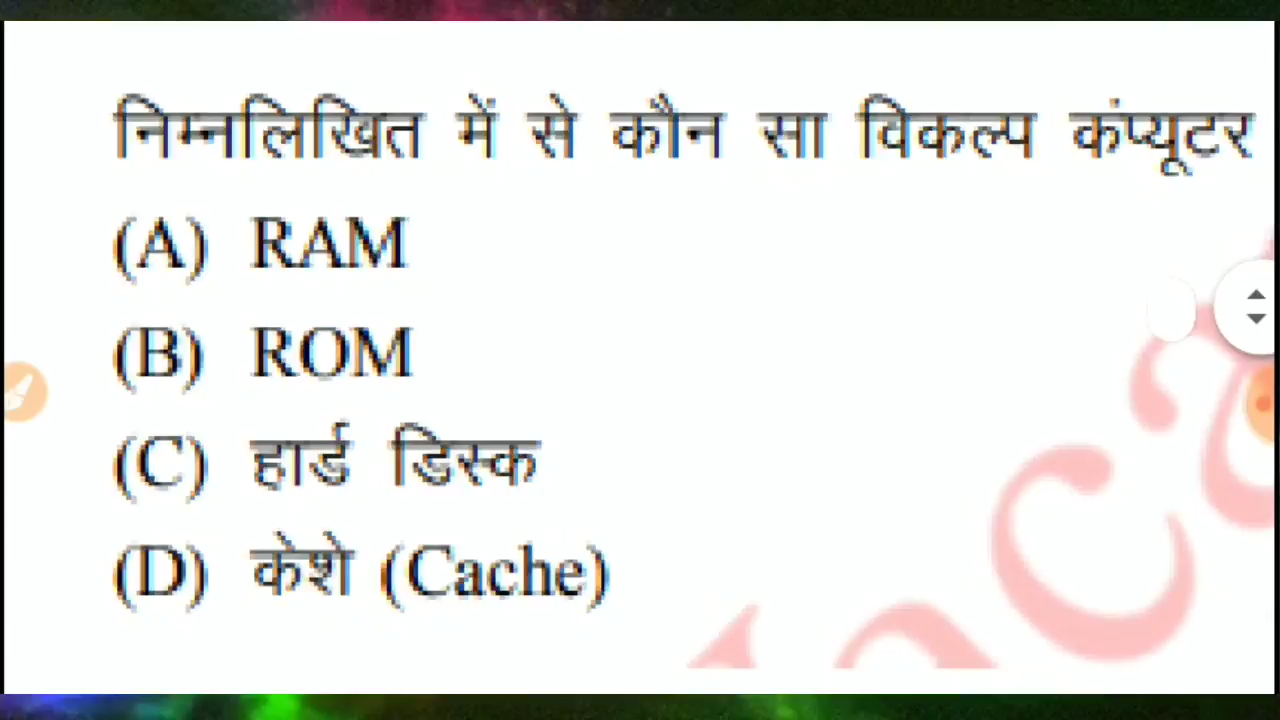 निम्नलिखित में से कौन सा विकल्प कंप्यूटर
(A) RAM
(B) ROM
(C) हार्ड डिस्क
(D) केशे (Cache)